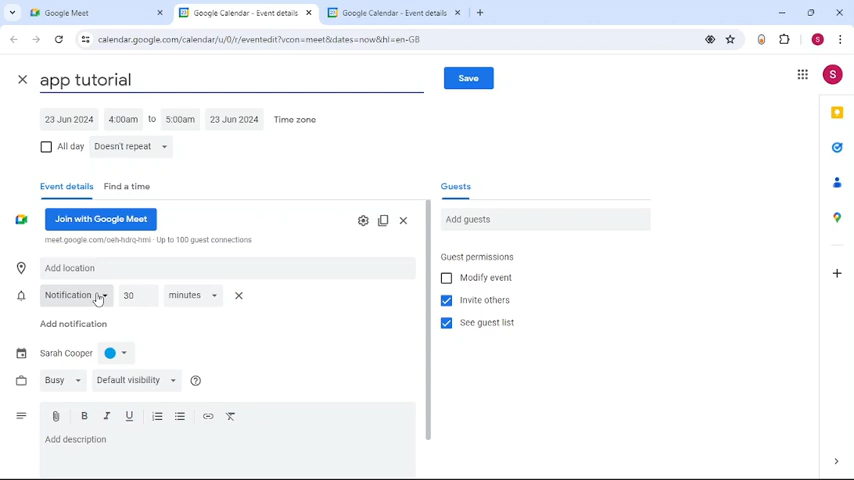 Google Meet
Google Calendar - Event details
Google Calendar - Event details
calendar.google.com/calendar/u/0/r/eventedit?vcon=meet&dates=now&hl=en-GB
S
app tutorial
Save
S
23 Jun 2024 4:00am to 5:00am 23 Jun 2024 Time zone
All day Doesn't repeat
Event details Find a time
Guests
Join with Google Meet
Add guests
meet.google.com/oeh-hdrq-hmi · Up to 100 guest connections
Guest permissions
Add location
Modify event
Notification 30 minutes
Invite others
Add notification
See guest list
Sarah Cooper
Busy Default visibility
B I U
Add description